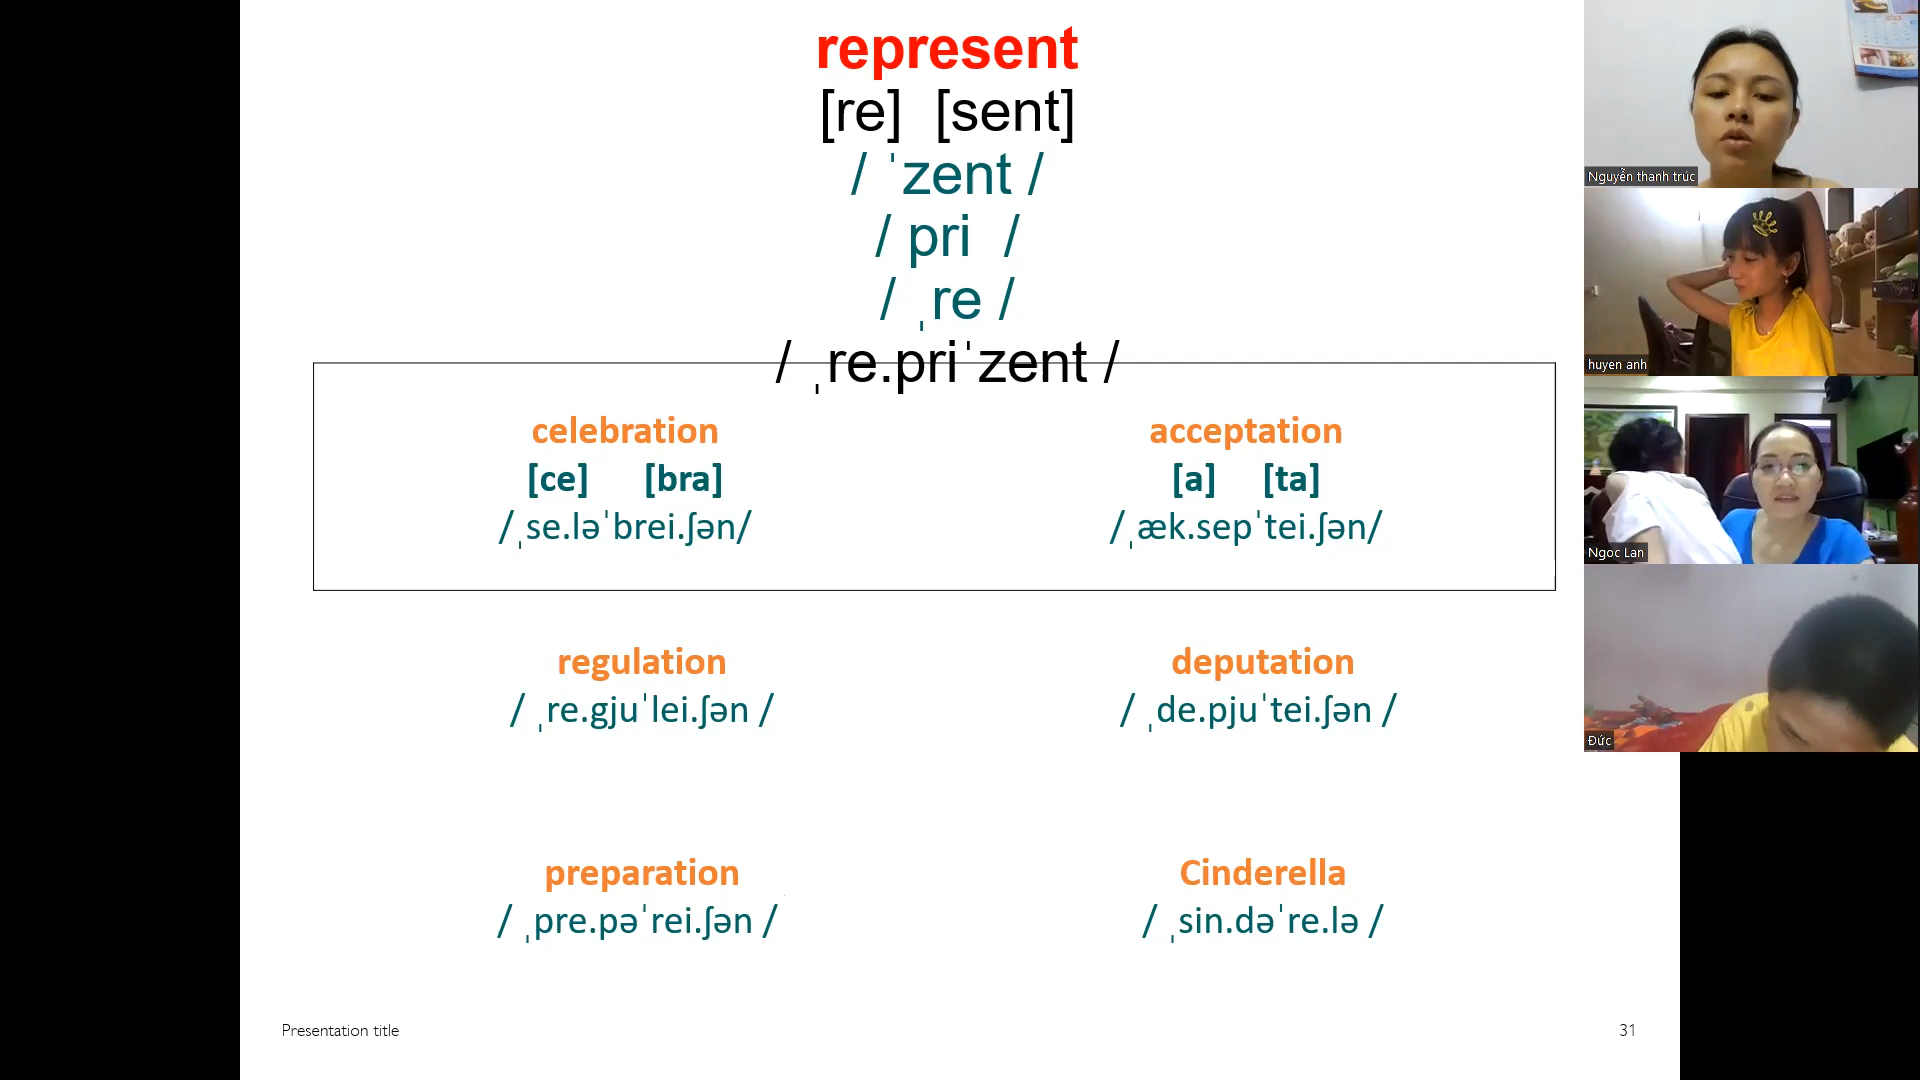 represent
[re] [sent]
/ ˈzent /
/ pri /
/ ˌre /
/ ˌre.priˈzent /
celebration acceptation
[ce] [bra] [a] [ta]
/ˌse.ləˈbrei.ʃən/ /ˌæk.sepˈtei.ʃən/
regulation deputation
/ ˌre.gjuˈlei.ʃən / / ˌde.pjuˈtei.ʃən /
preparation Cinderella
/ ˌpre.pəˈrei.ʃən / / ˌsin.dəˈre.lə /
Presentation title 31
Nguyễn thanh trúc
huyen anh
Ngoc Lan
Đức